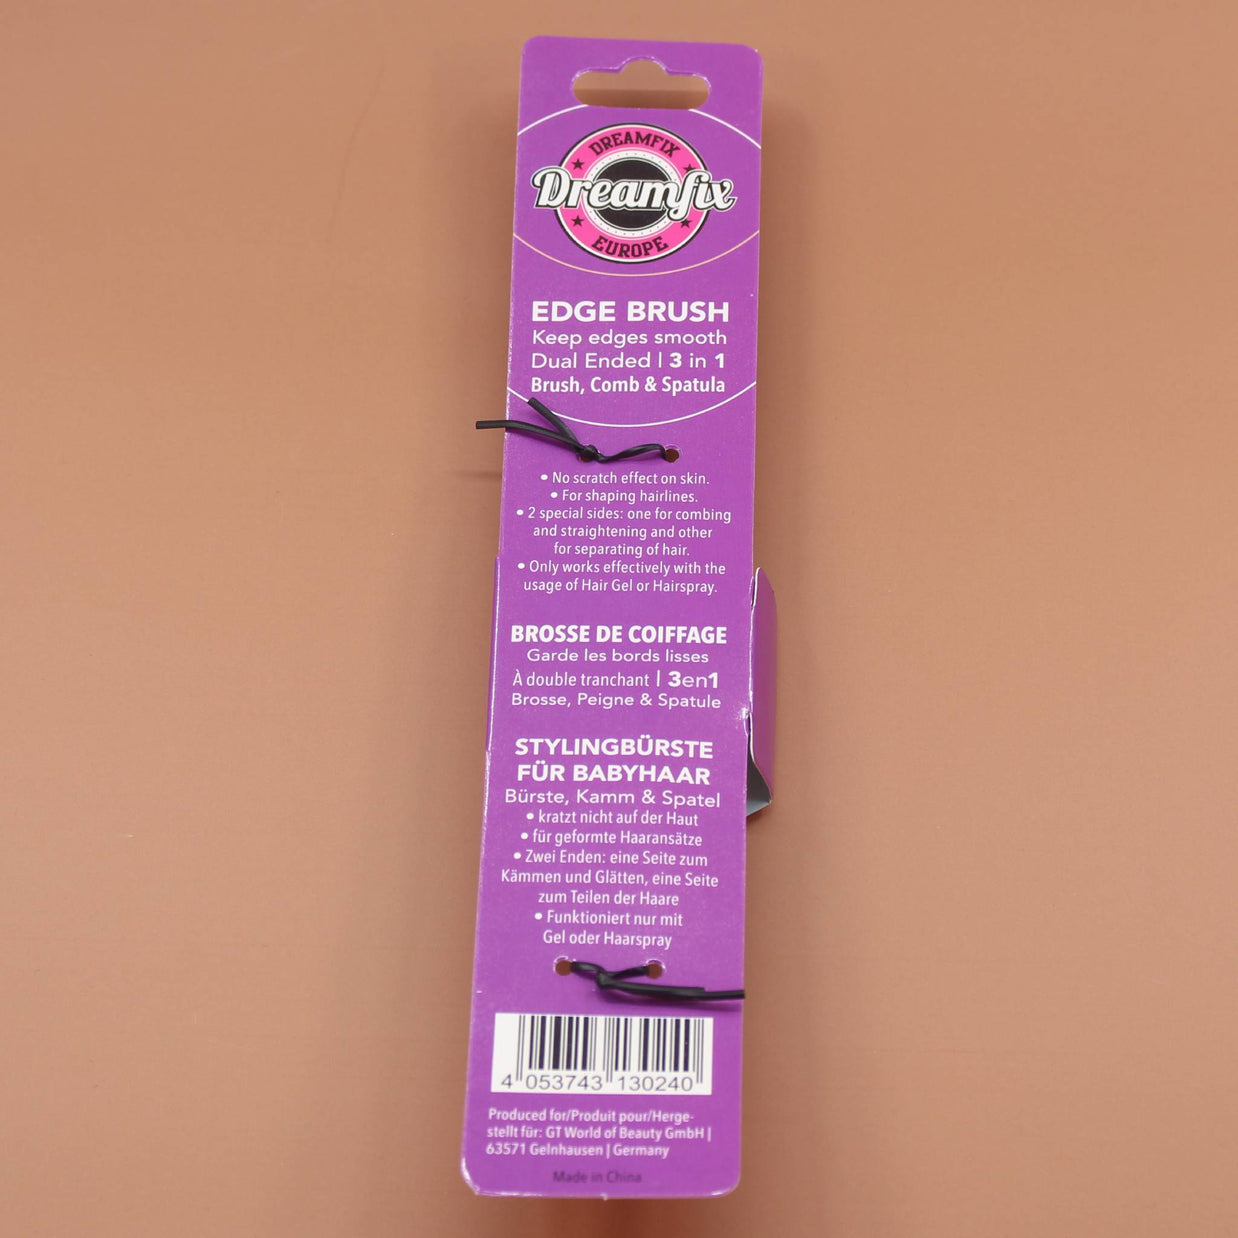 DREAMFIX
Dreamfix
EUROPE
EDGE BRUSH
Keep edges smooth
Dual Ended | 3 in 1
Brush, Comb & Spatula
• No scratch effect on skin.
• For shaping hairlines.
• 2 special sides: one for combing
and straightening and other
for separating of hair.
• Only works effectively with the
usage of Hair Gel or Hairspray.
BROSSE DE COIFFAGE
Garde les bords lisses
À double tranchant | 3en1
Brosse, Peigne & Spatule
STYLINGBÜRSTE
FÜR BABYHAAR
Bürste, Kamm & Spatel
• kratzt nicht auf der Haut
• für geformte Haaransätze
• Zwei Enden: eine Seite zum
Kämmen und Glätten, eine Seite
zum Teilen der Haare
• Funktioniert nur mit
Gel oder Haarspray
4 053743 130240
Produced for/Produit pour/Herge-
stellt für: GT World of Beauty GmbH |
63571 Gelnhausen | Germany
Made in China